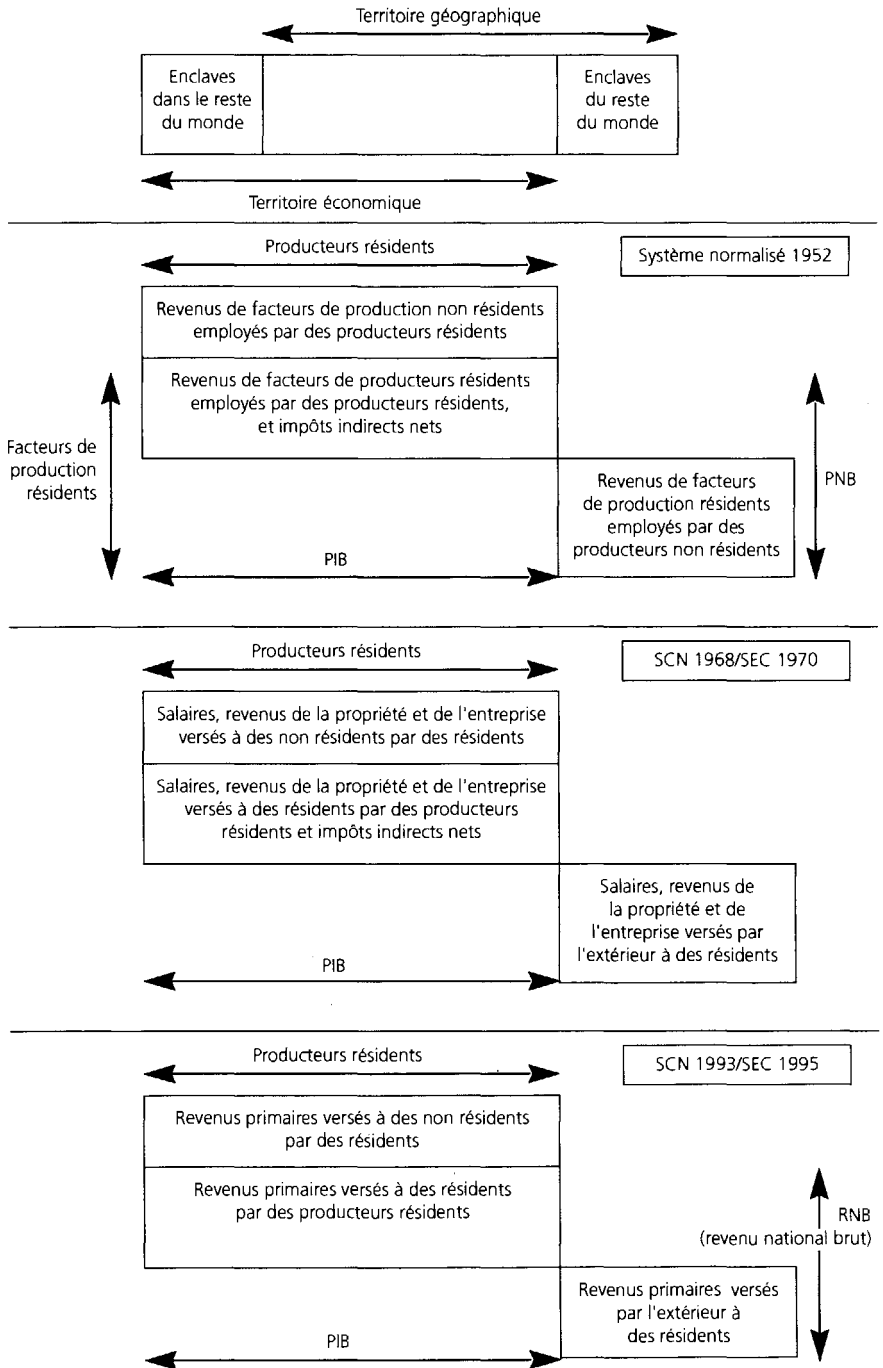 Territoire géographique
Enclaves
dans le reste
du monde
Enclaves
du reste
du monde
Territoire économique
Producteurs résidents
Système normalisé 1952
Revenus de facteurs de production non résidents
employés par des producteurs résidents
Revenus de facteurs de producteurs résidents
employés par des producteurs résidents,
et impôts indirects nets
Facteurs de
production
résidents
Revenus de facteurs
de production résidents
employés par des
producteurs non résidents
PNB
PIB
Producteurs résidents
SCN 1968/SEC 1970
Salaires, revenus de la propriété et de l'entreprise
versés à des non résidents par des résidents
Salaires, revenus de la propriété et de l'entreprise
versés à des résidents par des producteurs
résidents et impôts indirects nets
Salaires, revenus de
la propriété et de
l'entreprise versés par
l'extérieur à des résidents
PIB
Producteurs résidents
SCN 1993/SEC 1995
Revenus primaires versés à des non résidents
par des résidents
Revenus primaires versés à des résidents
par des producteurs résidents
RNB
(revenu national brut)
Revenus primaires versés
par l'extérieur à
des résidents
PIB